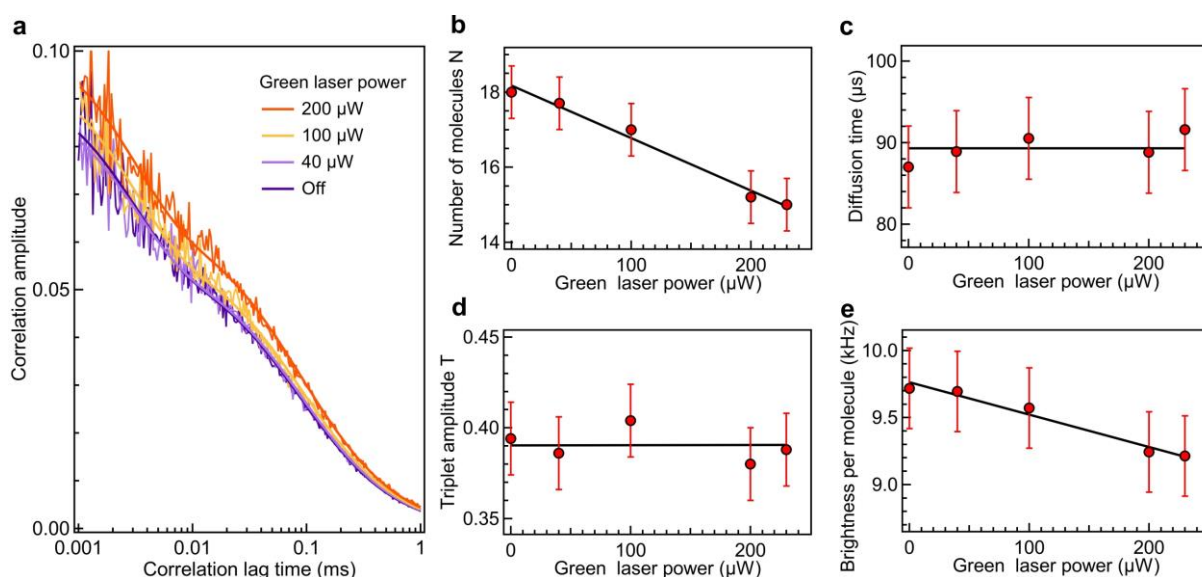 a
0.10
0.05
0.00
0.001
0.01
0.1
1
Correlation amplitude
Correlation lag time (ms)
Green laser power
200 µW
100 µW
40 µW
Off
b
18
16
14
0
100
200
Number of molecules N
Green laser power (µW)
c
100
90
80
0
100
200
Diffusion time (µs)
Green laser power (µW)
d
0.45
0.40
0.35
0
100
200
Triplet amplitude T
Green laser power (µW)
e
10.0
9.5
9.0
0
100
200
Brightness per molecule (kHz)
Green laser power (µW)